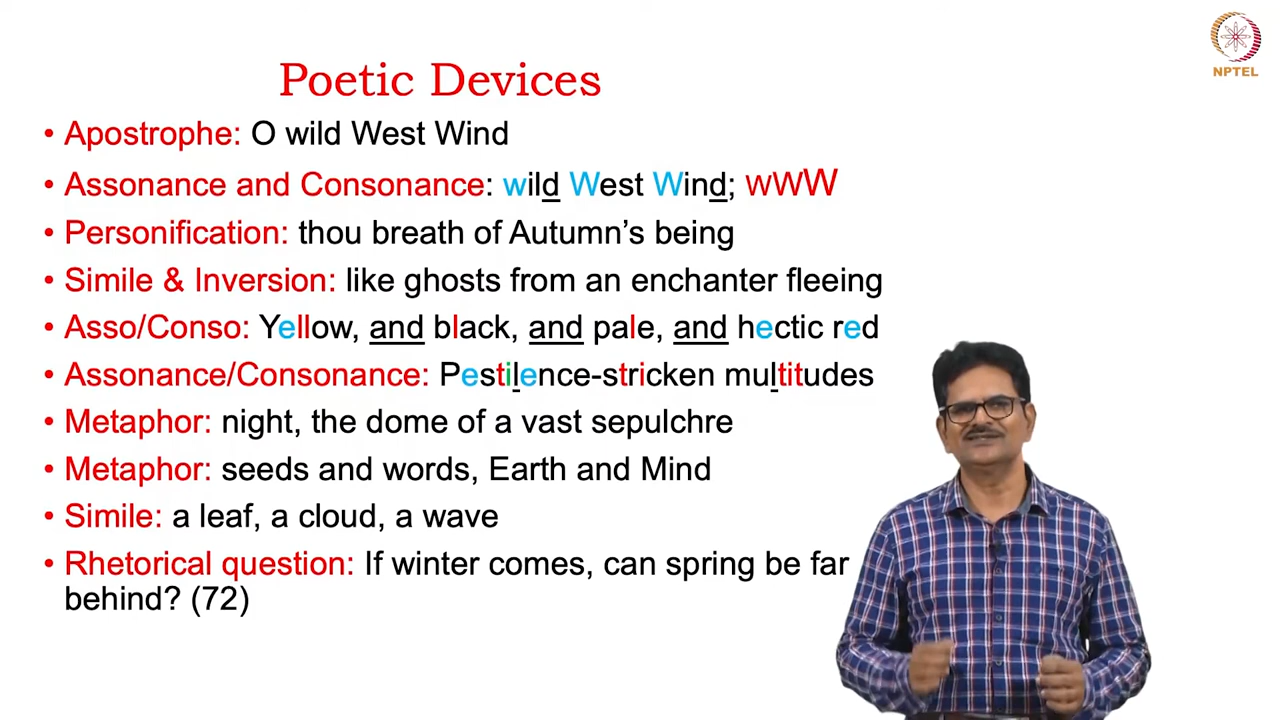 NPTEL
Poetic Devices
• Apostrophe: O wild West Wind
• Assonance and Consonance: wild West Wind; wWW
• Personification: thou breath of Autumn’s being
• Simile & Inversion: like ghosts from an enchanter fleeing
• Asso/Conso: Yellow, and black, and pale, and hectic red
• Assonance/Consonance: Pestilence-stricken multitudes
• Metaphor: night, the dome of a vast sepulchre
• Metaphor: seeds and words, Earth and Mind
• Simile: a leaf, a cloud, a wave
• Rhetorical question: If winter comes, can spring be far
behind? (72)